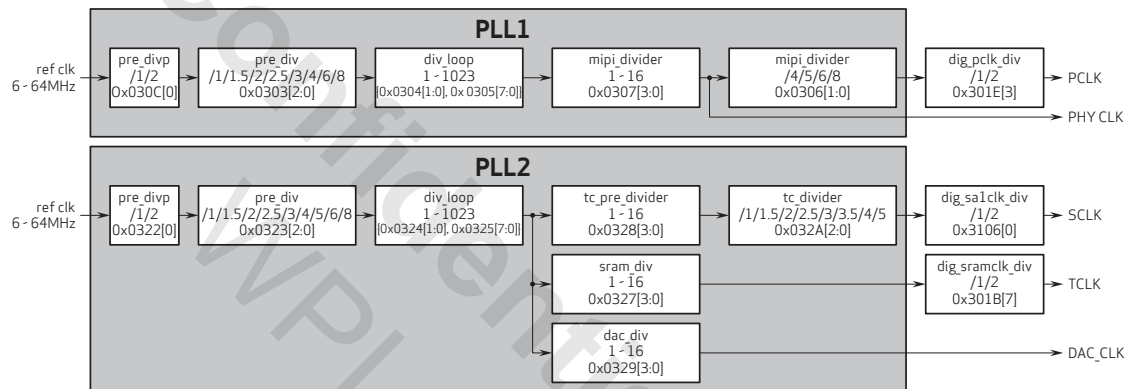 PLL1
ref clk
6 - 64MHz
pre_divp
/1/2
0x030C[0]
pre_div
/1/1.5/2/2.5/3/4/6/8
0x0303[2:0]
div_loop
1 - 1023
{0x0304[1:0], 0x 0305[7:0]}
mipi_divider
1 - 16
0x0307[3:0]
mipi_divider
/4/5/6/8
0x0306[1:0]
dig_pclk_div
/1/2
0x301E[3]
PCLK
PHY CLK
PLL2
ref clk
6 - 64MHz
pre_divp
/1/2
0x0322[0]
pre_div
/1/1.5/2/2.5/3/4/5/6/8
0x0323[2:0]
div_loop
1 - 1023
{0x0324[1:0], 0x0325[7:0]}
tc_pre_divider
1 - 16
0x0328[3:0]
tc_divider
/1/1.5/2/2.5/3/3.5/4/5
0x032A[2:0]
dig_sa1clk_div
/1/2
0x3106[0]
SCLK
sram_div
1 - 16
0x0327[3:0]
dig_sramclk_div
/1/2
0x301B[7]
TCLK
dac_div
1 - 16
0x0329[3:0]
DAC_CLK
Confidential